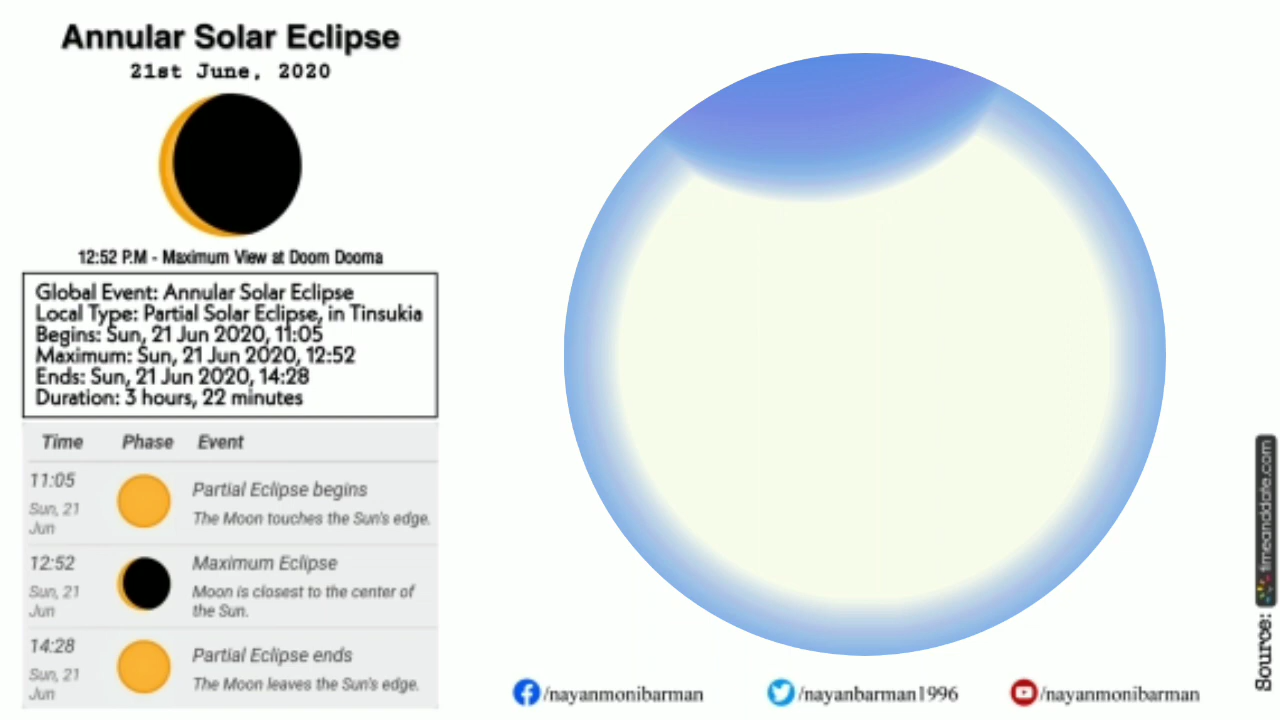 Annular Solar Eclipse
21st June, 2020
12:52 P.M - Maximum View at Doom Dooma
Global Event: Annular Solar Eclipse
Local Type: Partial Solar Eclipse, in Tinsukia
Begins: Sun, 21 Jun 2020, 11:05
Maximum: Sun, 21 Jun 2020, 12:52
Ends: Sun, 21 Jun 2020, 14:28
Duration: 3 hours, 22 minutes
Time Phase Event
11:05
Sun, 21
Jun
Partial Eclipse begins
The Moon touches the Sun's edge.
12:52
Sun, 21
Jun
Maximum Eclipse
Moon is closest to the center of
the Sun.
14:28
Sun, 21
Jun
Partial Eclipse ends
The Moon leaves the Sun's edge.
/nayanmonibarman
/nayanbarman1996
/nayanmonibarman
Source: timeanddate.com